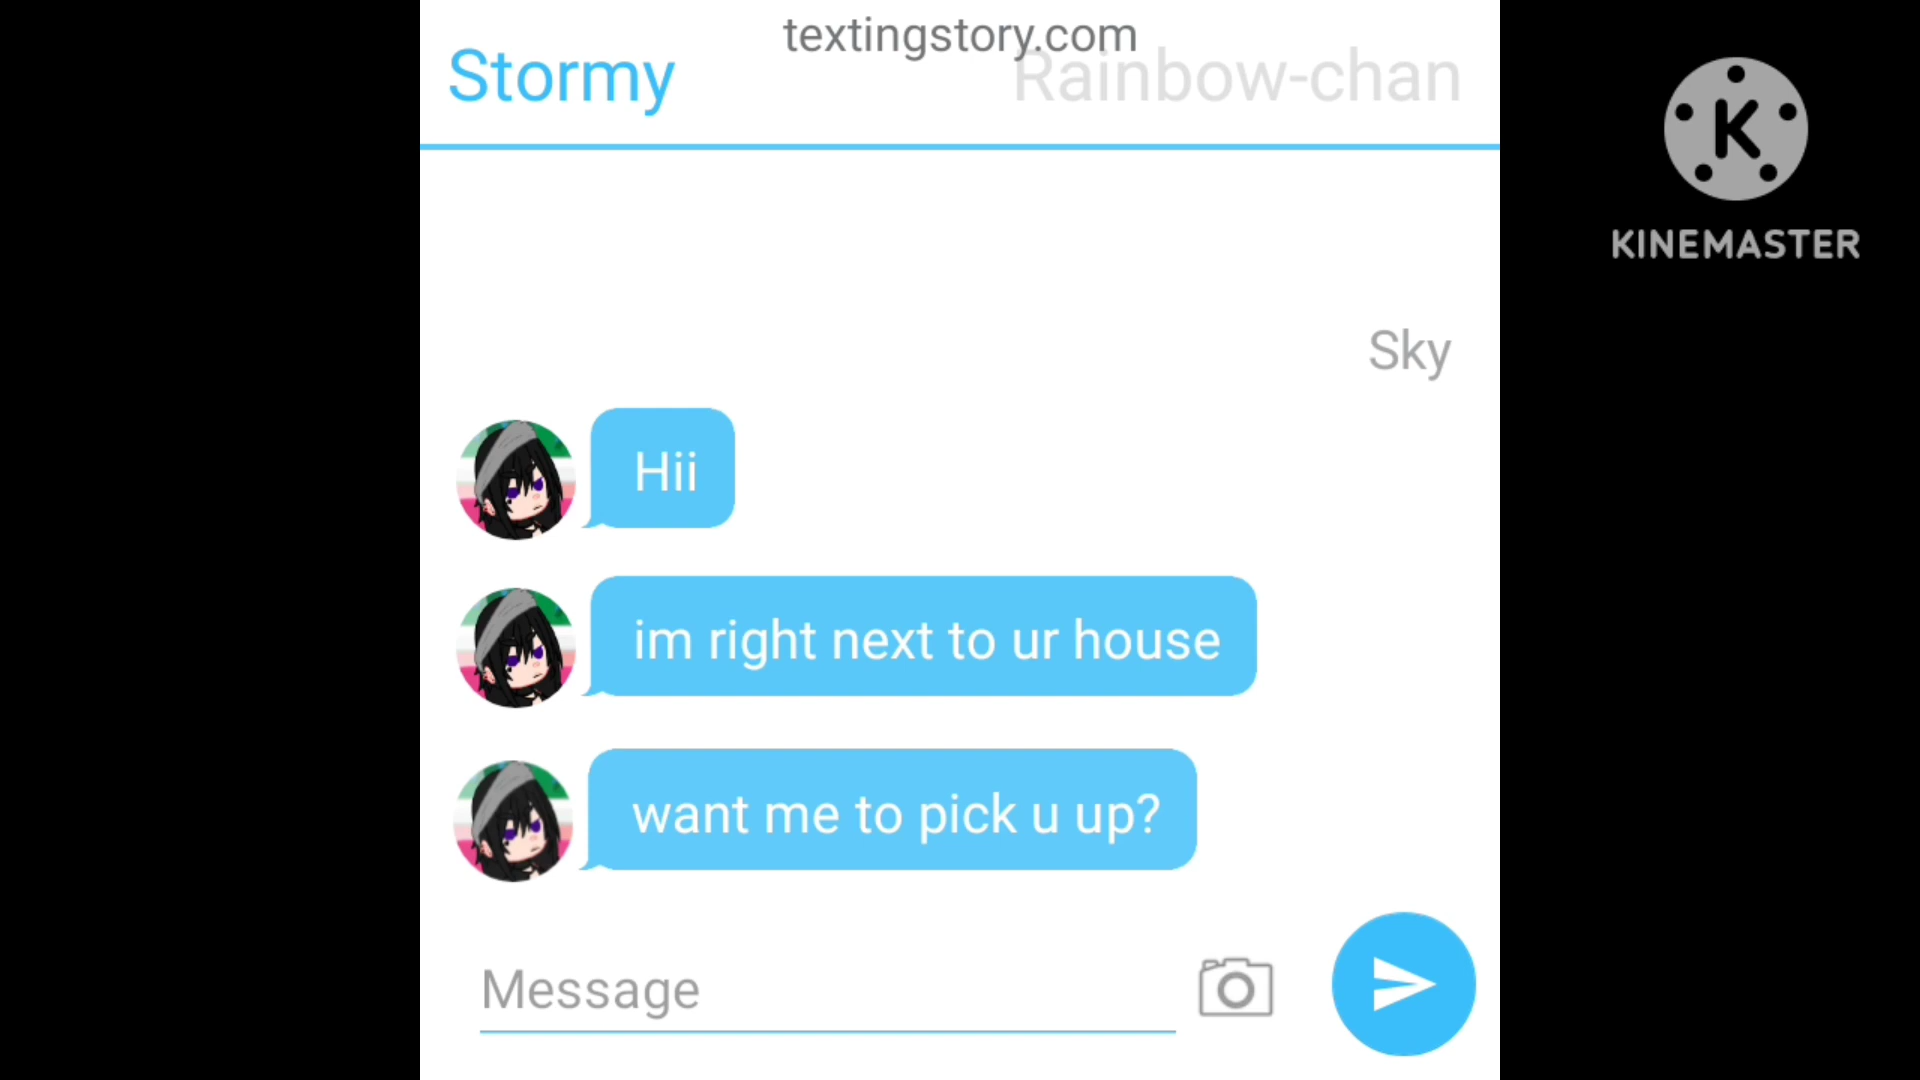 textingstory.com
Stormy
Rainbow-chan
K
KINEMASTER
Sky
Hii
im right next to ur house
want me to pick u up?
Message